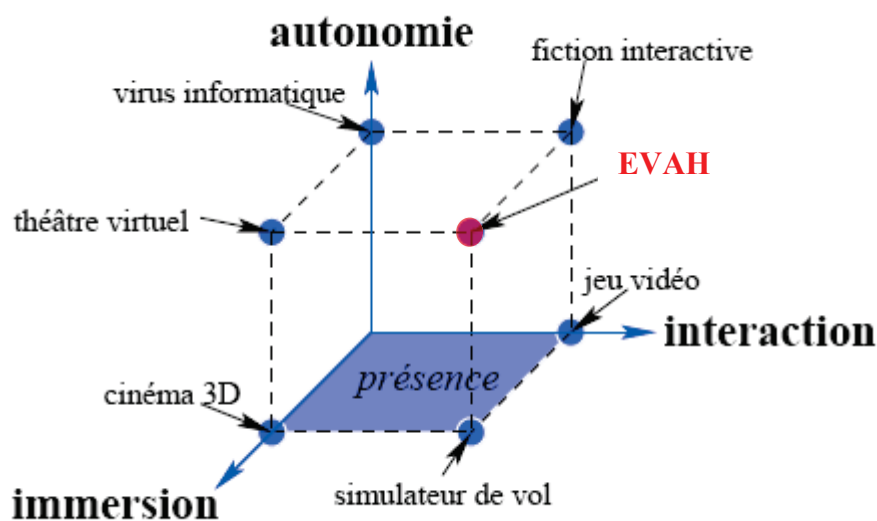 autonomie
fiction interactive
virus informatique
EVAH
théâtre virtuel
jeu vidéo
interaction
présence
cinéma 3D
immersion
simulateur de vol